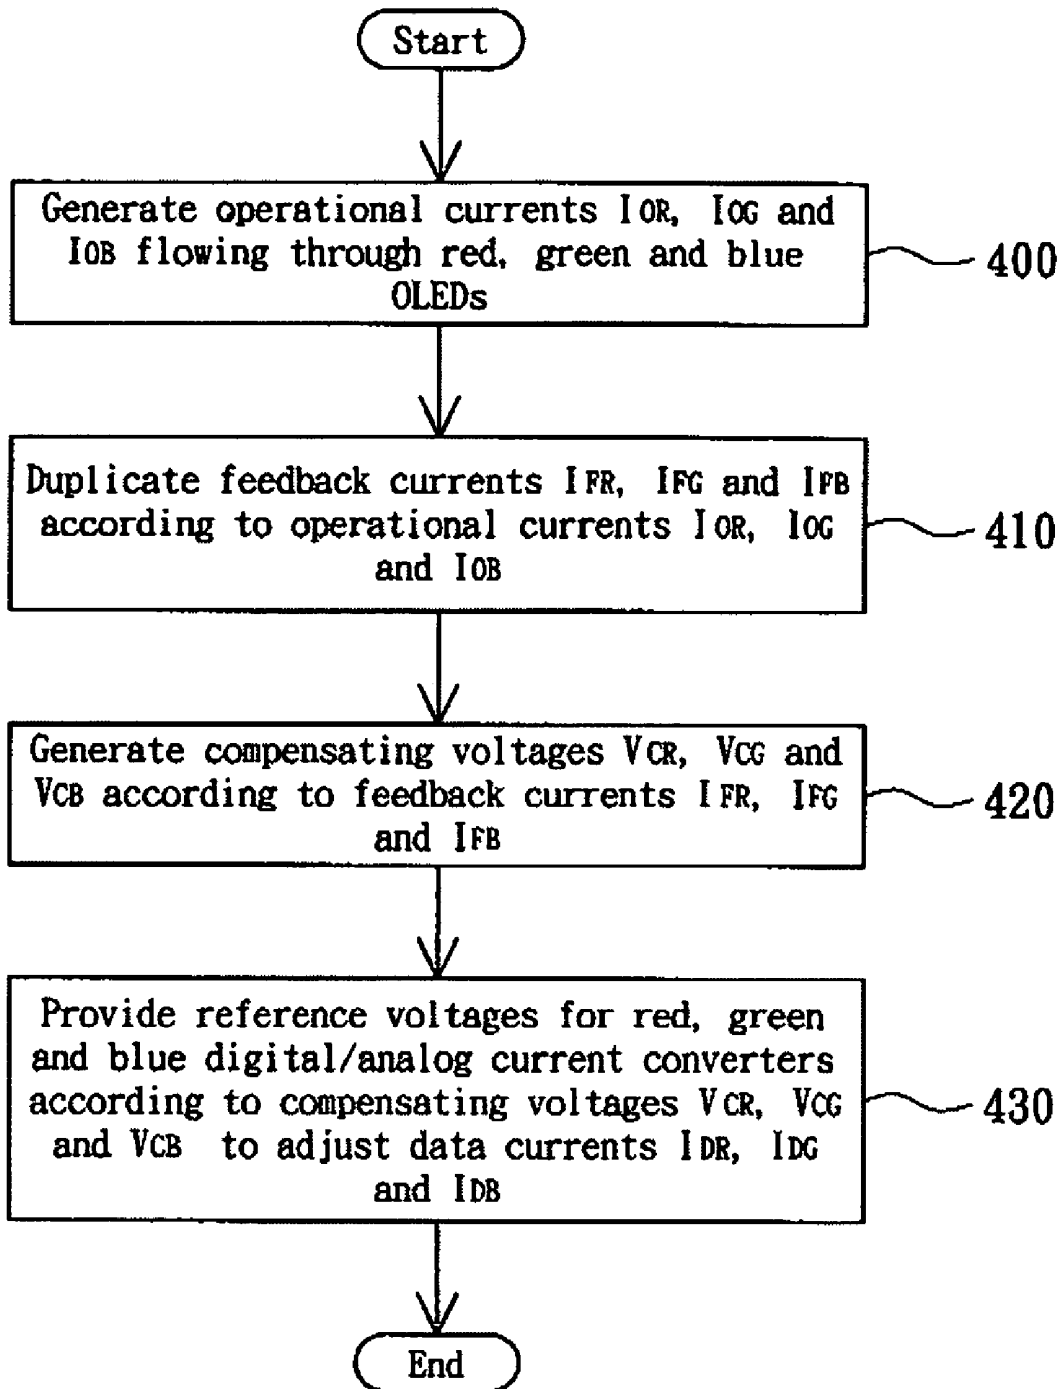 Start
Generate operational currents IOR, IOG and
IOB flowing through red, green and blue
OLEDs
400
Duplicate feedback currents IFR, IFG and IFB
according to operational currents IOR, IOG
and IOB
410
Generate compensating voltages VCR, VCG and
VCB according to feedback currents IFR, IFG
and IFB
420
Provide reference voltages for red, green
and blue digital/analog current converters
according to compensating voltages VCR, VCG
and VCB to adjust data currents IDR, IDG
and IDB
430
End